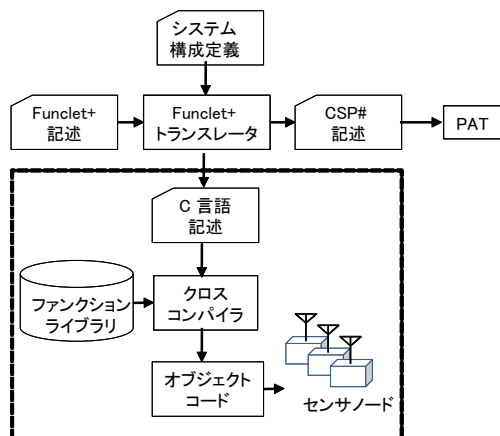 システム
構成定義
Funclet+
記述
Funclet+
トランスレータ
CSP#
記述
PAT
C 言語
記述
ファンクション
ライブラリ
クロス
コンパイラ
オブジェクト
コード
センサノード